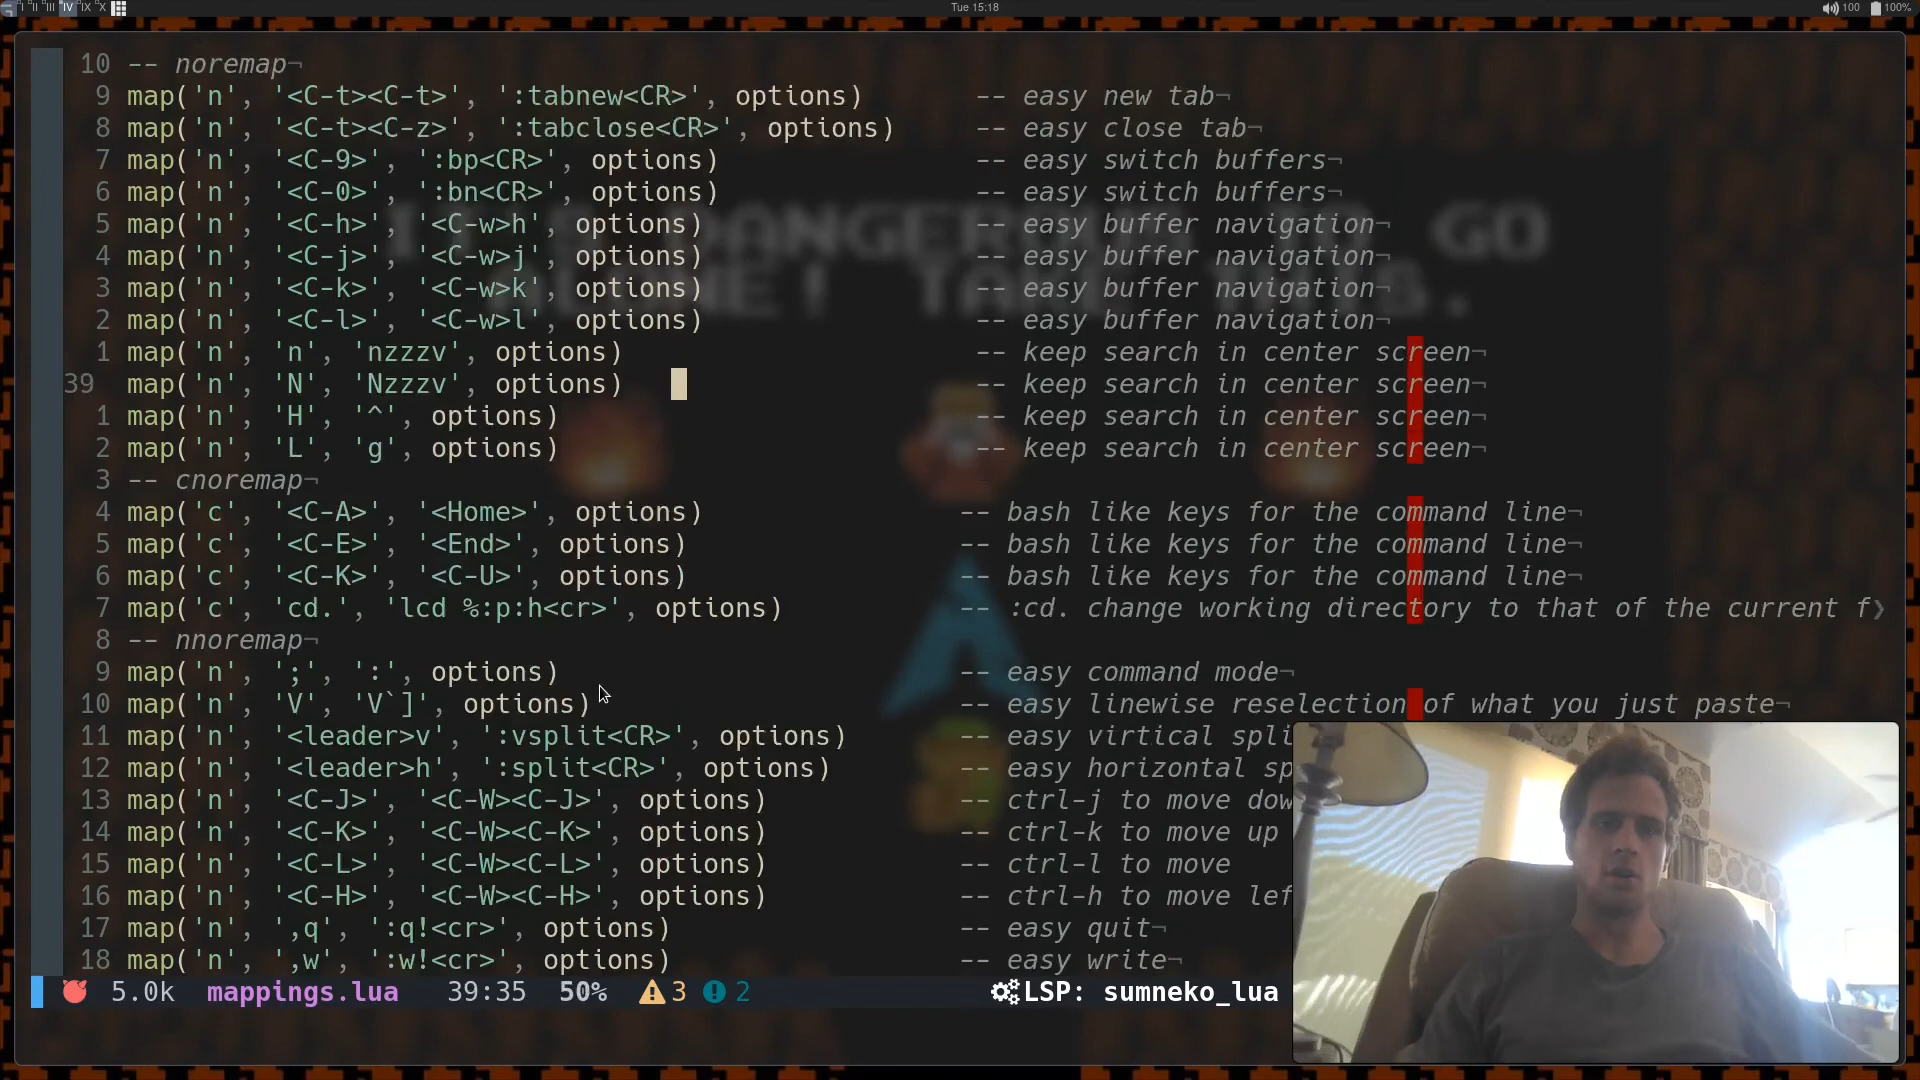 I II III IV IX X
Tue 15:18
100 100%
10 -- noremap¬
9 map('n', '<C-t><C-t>', ':tabnew<CR>', options) -- easy new tab¬
8 map('n', '<C-t><C-z>', ':tabclose<CR>', options) -- easy close tab¬
7 map('n', '<C-9>', ':bp<CR>', options) -- easy switch buffers¬
6 map('n', '<C-0>', ':bn<CR>', options) -- easy switch buffers¬
5 map('n', '<C-h>', '<C-w>h', options) -- easy buffer navigation¬
4 map('n', '<C-j>', '<C-w>j', options) -- easy buffer navigation¬
3 map('n', '<C-k>', '<C-w>k', options) -- easy buffer navigation¬
2 map('n', '<C-l>', '<C-w>l', options) -- easy buffer navigation¬
1 map('n', 'n', 'nzzzv', options) -- keep search in center screen¬
39 map('n', 'N', 'Nzzzv', options) -- keep search in center screen¬
1 map('n', 'H', '^', options) -- keep search in center screen¬
2 map('n', 'L', 'g', options) -- keep search in center screen¬
3 -- cnoremap¬
4 map('c', '<C-A>', '<Home>', options) -- bash like keys for the command line¬
5 map('c', '<C-E>', '<End>', options) -- bash like keys for the command line¬
6 map('c', '<C-K>', '<C-U>', options) -- bash like keys for the command line¬
7 map('c', 'cd.', 'lcd %:p:h<cr>', options) -- :cd. change working directory to that of the current f❯
8 -- nnoremap¬
9 map('n', ';', ':', options) -- easy command mode¬
10 map('n', 'V', 'V`]', options) -- easy linewise reselection of what you just paste¬
11 map('n', '<leader>v', ':vsplit<CR>', options) -- easy virtical spli
12 map('n', '<leader>h', ':split<CR>', options) -- easy horizontal sp
13 map('n', '<C-J>', '<C-W><C-J>', options) -- ctrl-j to move dow
14 map('n', '<C-K>', '<C-W><C-K>', options) -- ctrl-k to move up
15 map('n', '<C-L>', '<C-W><C-L>', options) -- ctrl-l to move
16 map('n', '<C-H>', '<C-W><C-H>', options) -- ctrl-h to move lef
17 map('n', ',q', ':q!<cr>', options) -- easy quit¬
18 map('n', ',w', ':w!<cr>', options) -- easy write¬
5.0k mappings.lua 39:35 50% 3 2 LSP: sumneko_lua